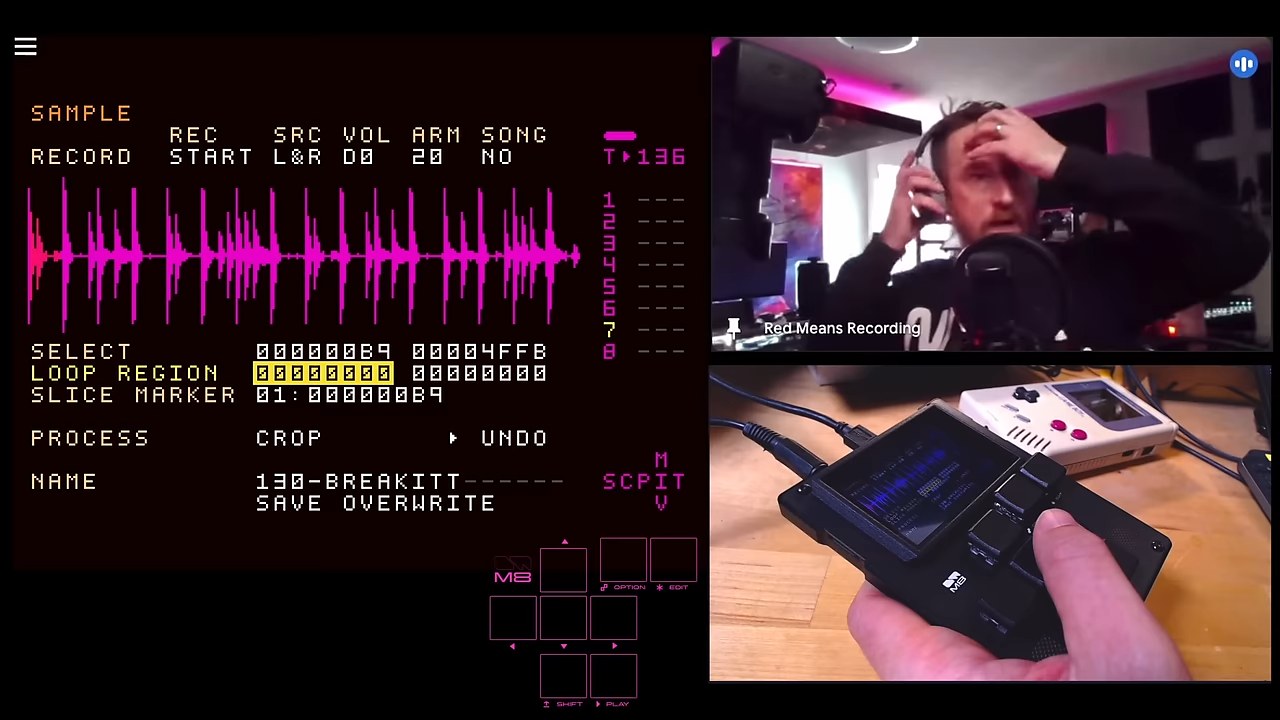 SAMPLE
REC SRC VOL ARM SONG
RECORD START L&R D0 20 NO
T▸136
1 ---
2 ---
3 ---
4 ---
5 ---
6 ---
7 ---
8 ---
SELECT 000000B9 00004FFB
LOOP REGION 00000000 00000000
SLICE MARKER 01:000000B9
PROCESS CROP ▸ UNDO
NAME 130-BREAKITT------
SAVE OVERWRITE
M
SCPIT
V
M8
OPTION EDIT
SHIFT PLAY
Red Means Recording
M8